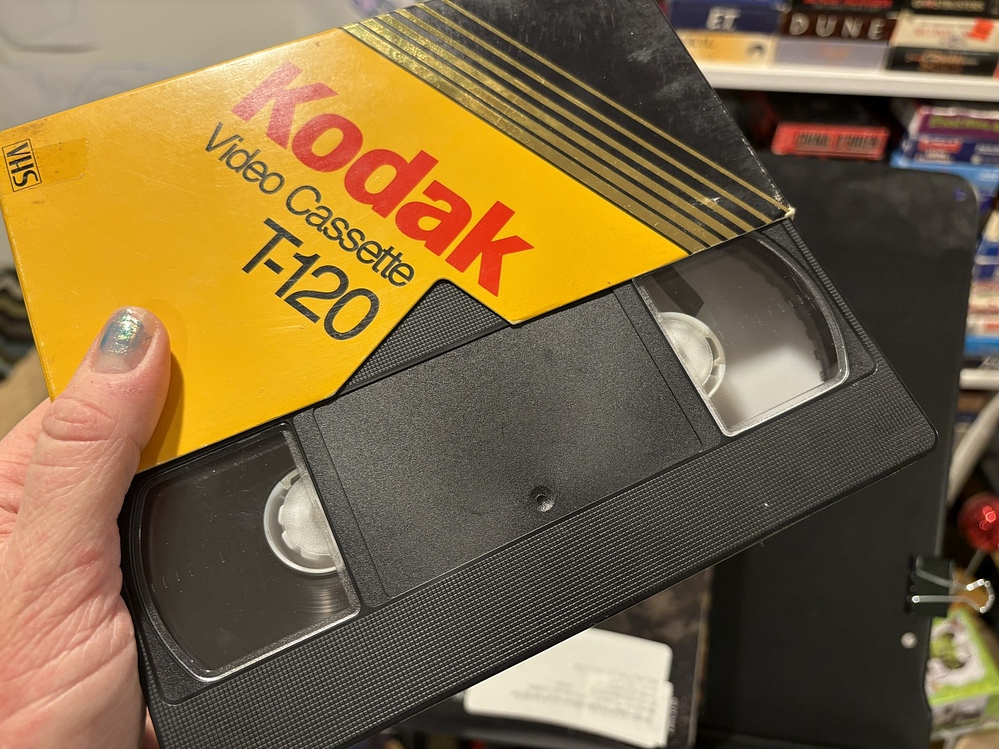 VHS
Kodak
Video Cassette
T-120
ET
DUNE